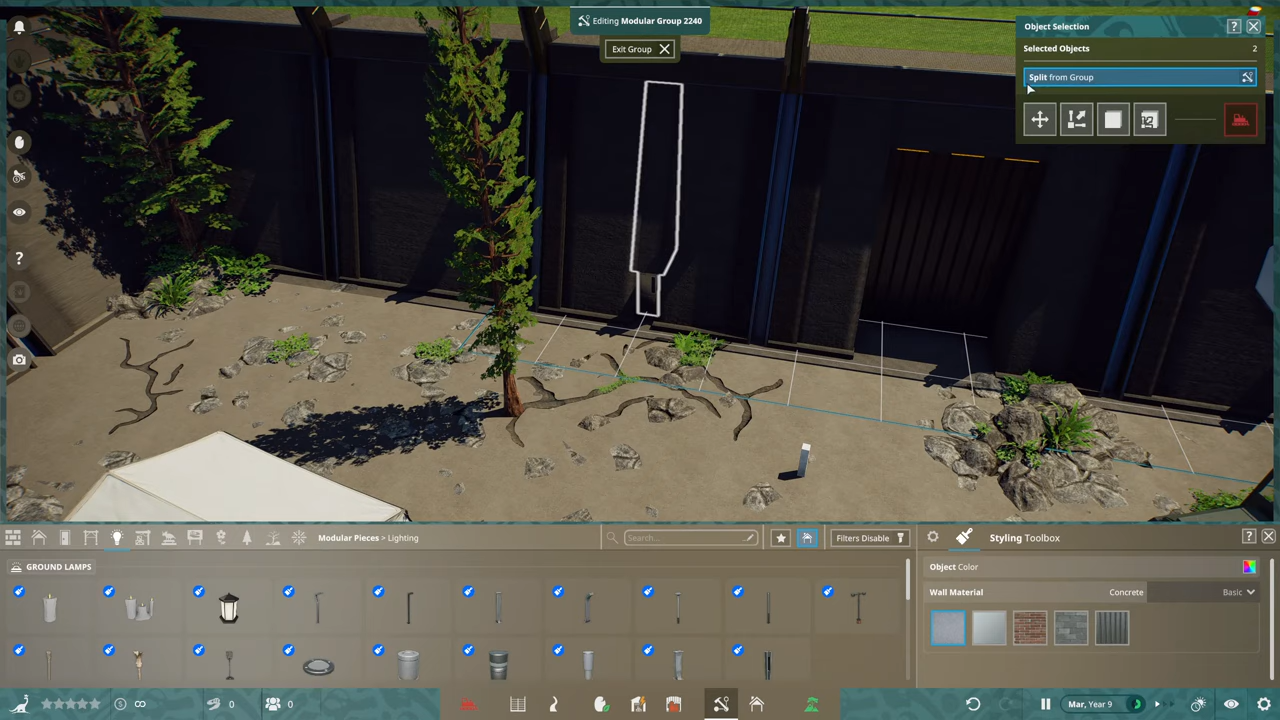 Editing Modular Group 2240
Exit Group
Object Selection
?
Selected Objects 2
Split from Group
12
?
Modular Pieces > Lighting
Search...
Filters Disable
Styling Toolbox
?
GROUND LAMPS
Object Color
Wall Material Concrete Basic
∞
0
0
Mar, Year 9